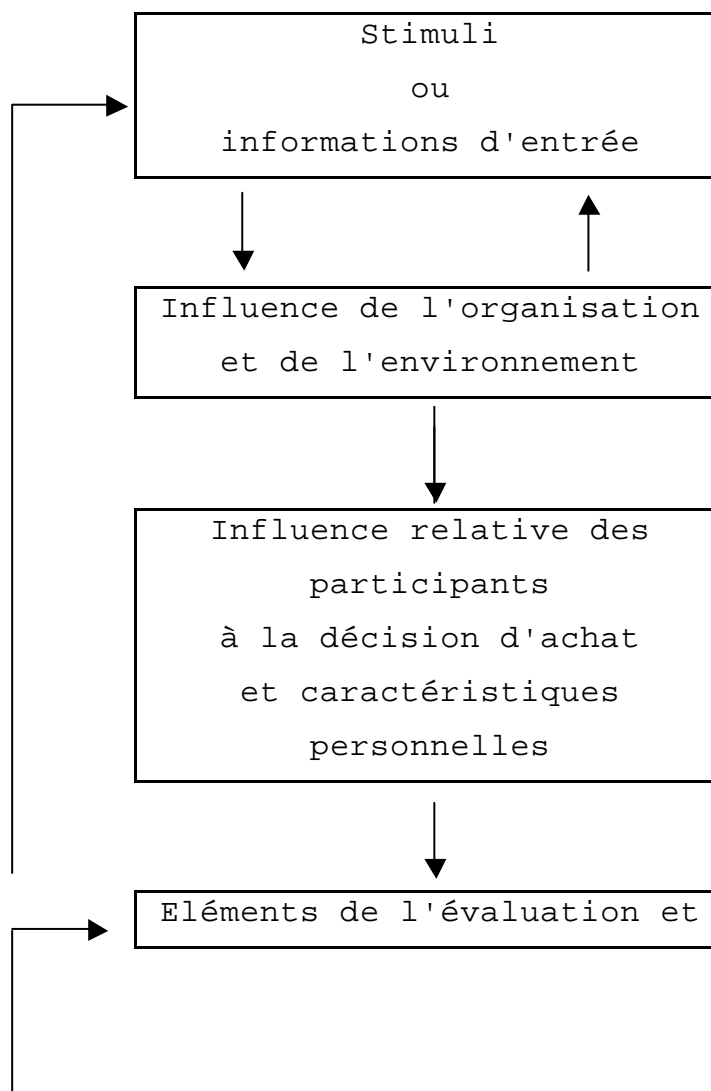 Stimuli
ou
informations d'entrée
Influence de l'organisation
et de l'environnement
Influence relative des
participants
à la décision d'achat
et caractéristiques
personnelles
Eléments de l'évaluation et